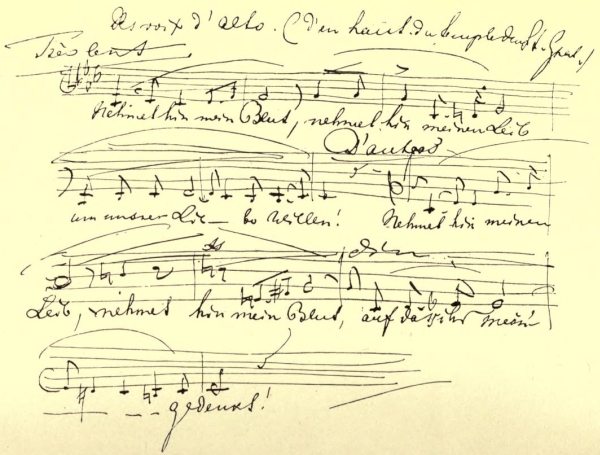 Les voix d'alto. (d'en haut du temple du St. Graal.)
Très lent
Nehmet hin mein Blut, nehmet hin meinen Leib
D'autres
um unsrer Lie- be Willen! Nehmet hin meinen
dim
Leib, nehmet hin mein Blut, auf daß ihr mein'
gedenkt!